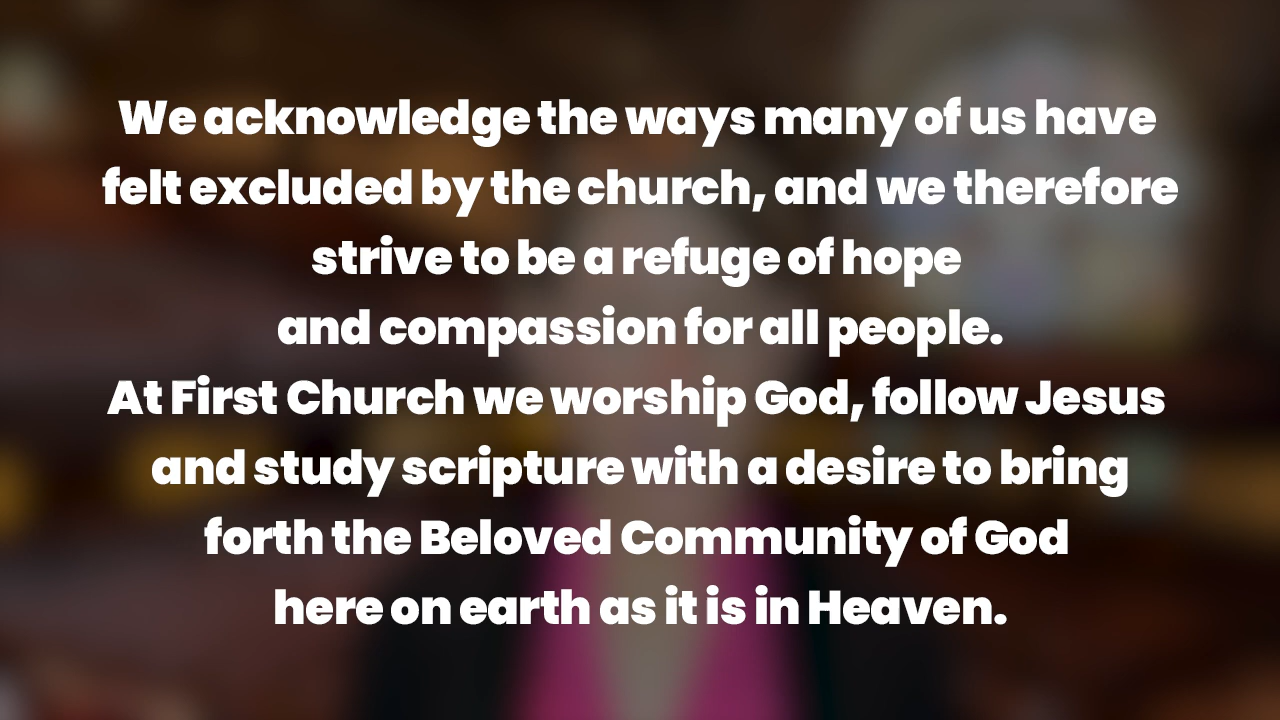 We acknowledge the ways many of us have
felt excluded by the church, and we therefore
strive to be a refuge of hope
and compassion for all people.
At First Church we worship God, follow Jesus
and study scripture with a desire to bring
forth the Beloved Community of God
here on earth as it is in Heaven.